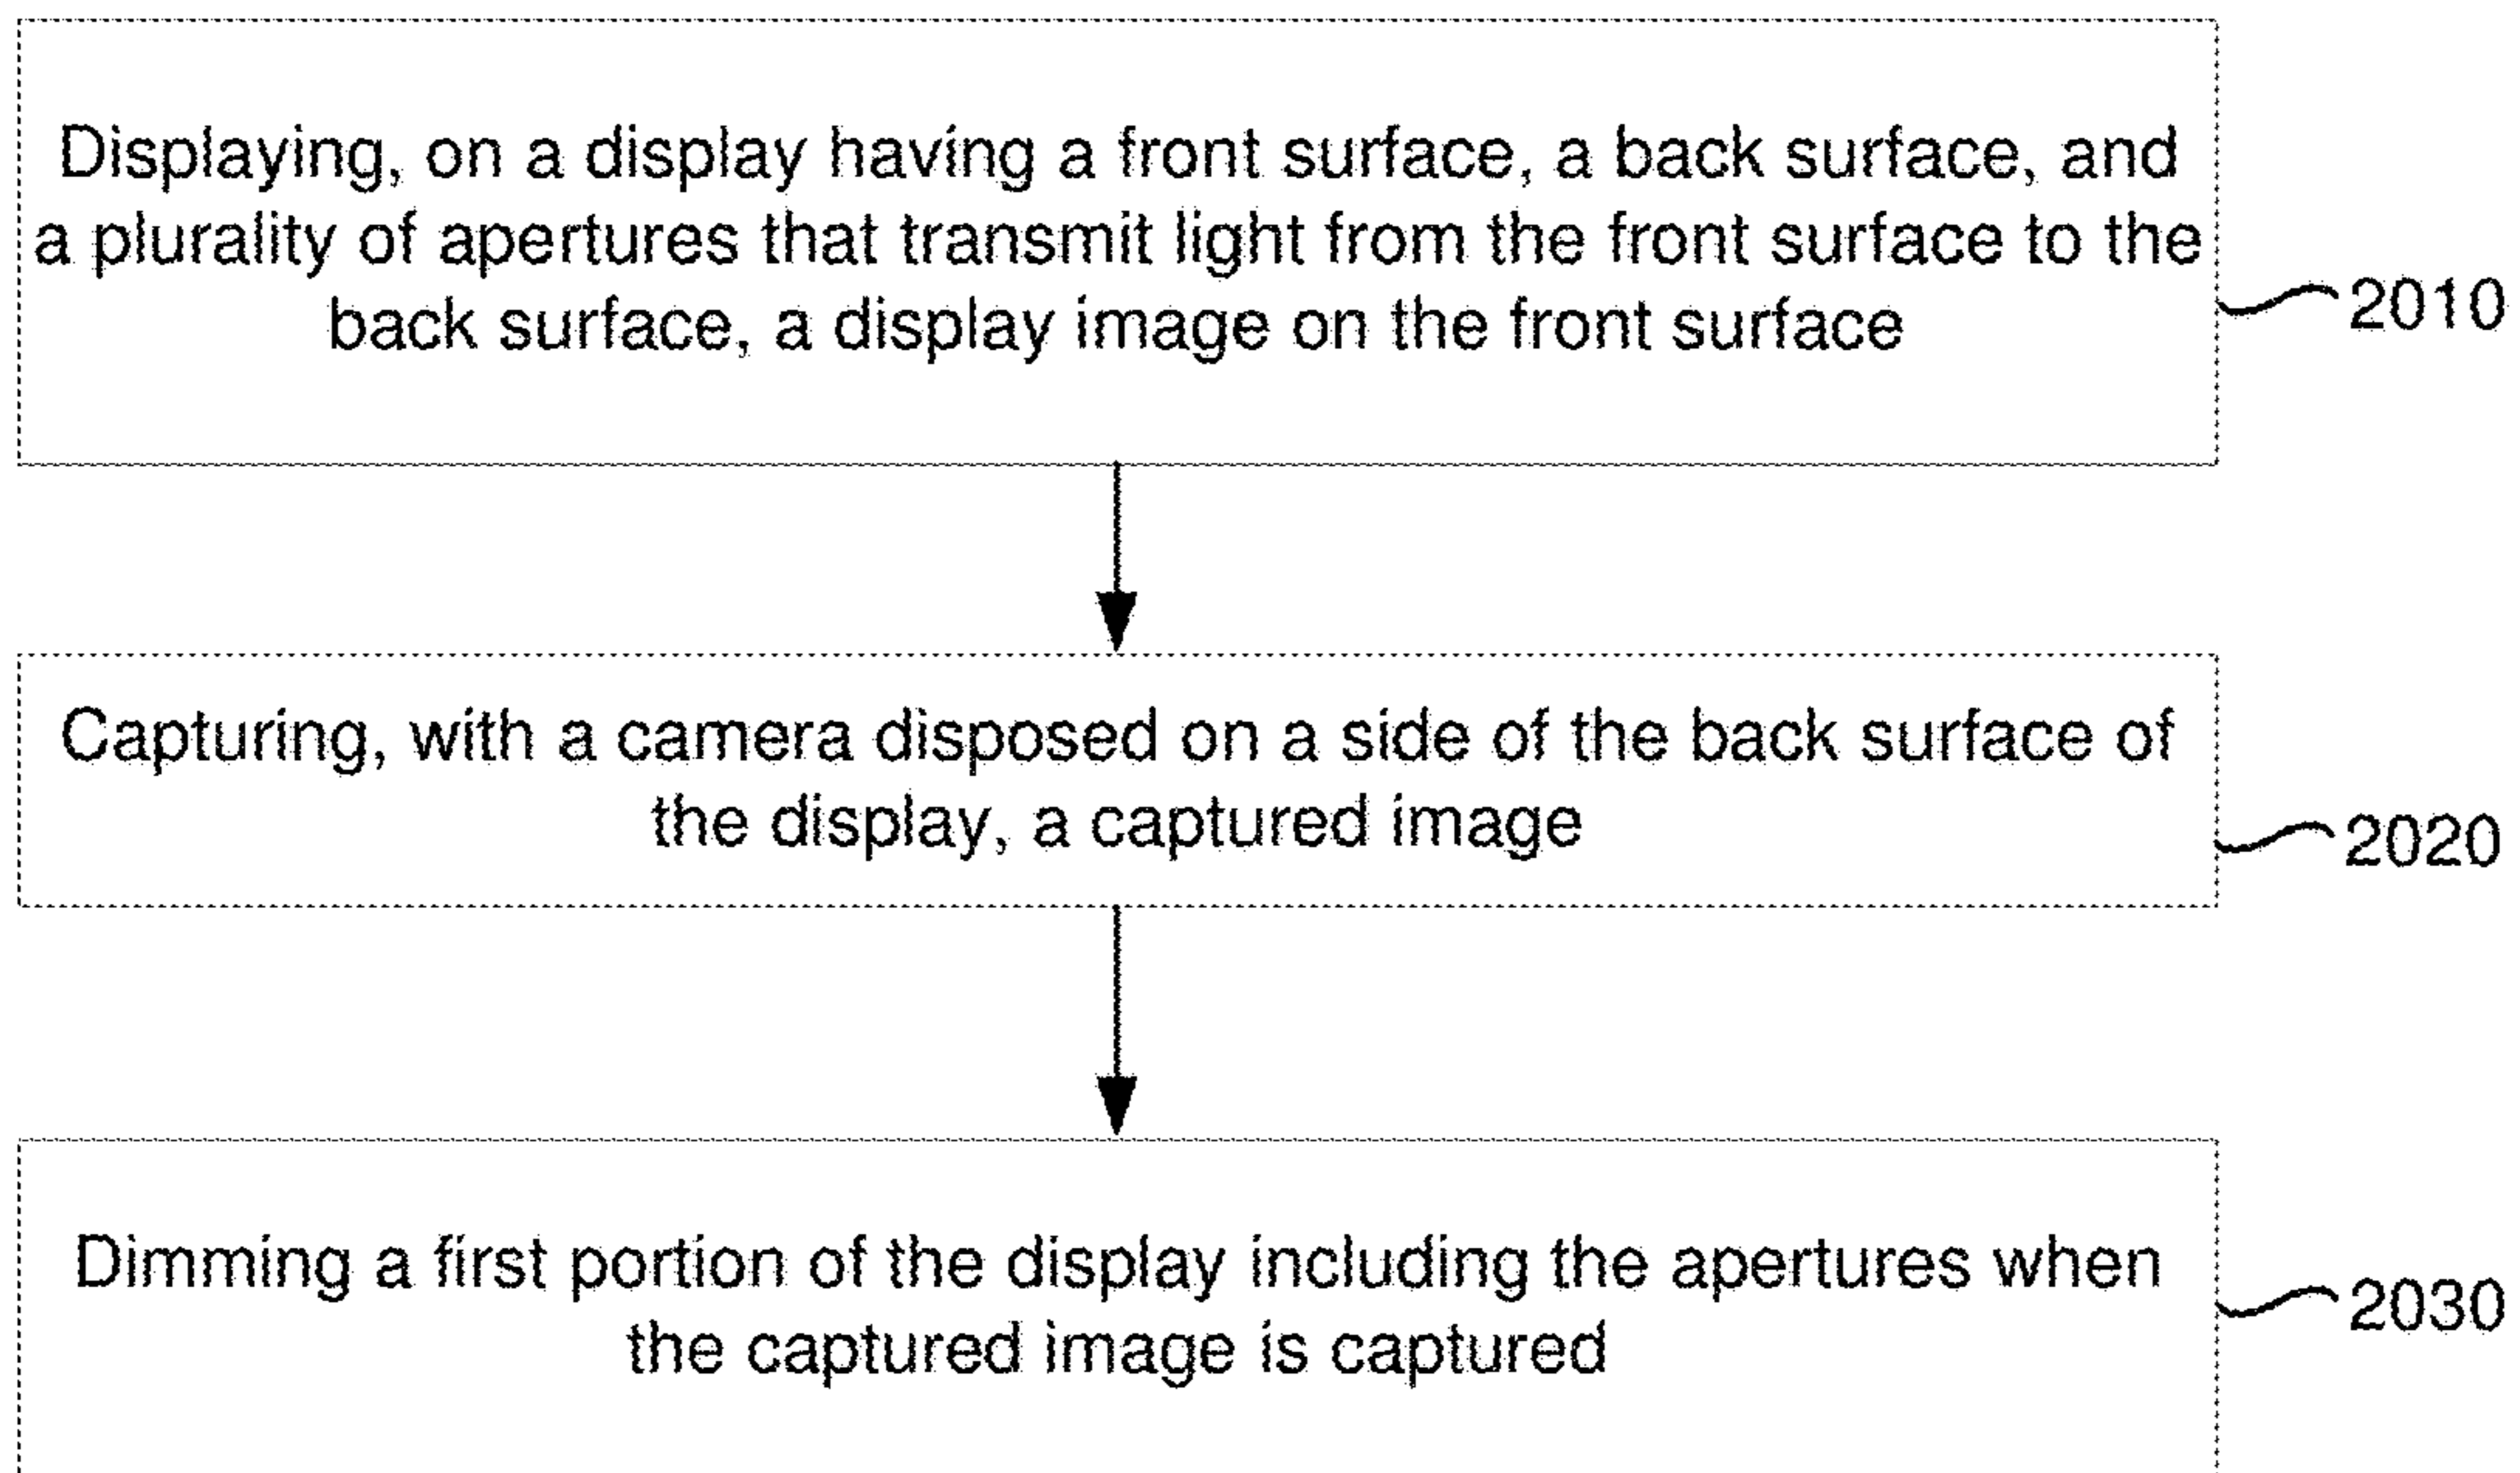 Displaying, on a display having a front surface, a back surface, and
a plurality of apertures that transmit light from the front surface to the
back surface, a display image on the front surface
2010
Capturing, with a camera disposed on a side of the back surface of
the display, a captured image
2020
Dimming a first portion of the display including the apertures when
the captured image is captured
2030